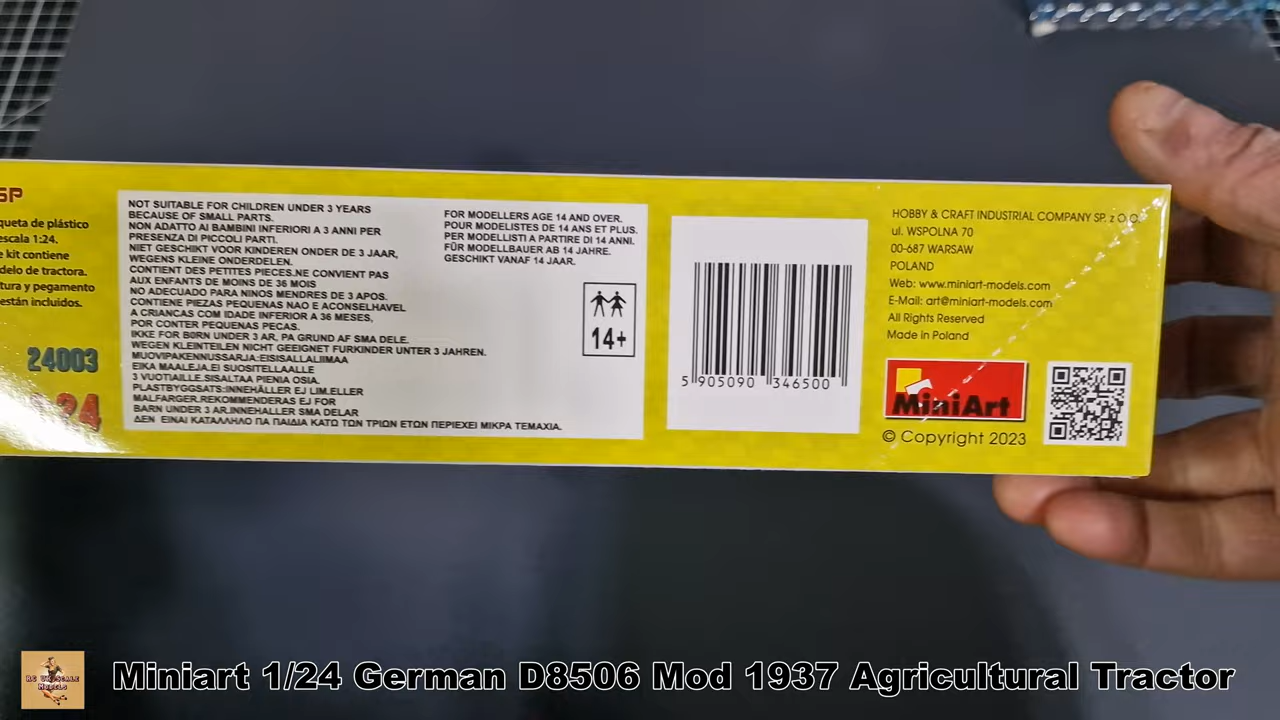 SP
queta de plástico
escala 1:24.
e kit contiene
delo de tractora.
tura y pegamento
están incluidos.
24003
24
NOT SUITABLE FOR CHILDREN UNDER 3 YEARS
BECAUSE OF SMALL PARTS.
NON ADATTO AI BAMBINI INFERIORI A 3 ANNI PER
PRESENZA DI PICCOLI PARTI.
NIET GESCHIKT VOOR KINDEREN ONDER DE 3 JAAR,
WEGENS KLEINE ONDERDELEN.
CONTIENT DES PETITES PIECES.NE CONVIENT PAS
AUX ENFANTS DE MOINS DE 36 MOIS
NO ADECUADO PARA NINOS MENDRES DE 3 APOS.
CONTIENE PIEZAS PEQUENAS NAO E ACONSELHAVEL
A CRIANCAS COM IDADE INFERIOR A 36 MESES,
POR CONTER PEQUENAS PECAS.
IKKE FOR BØRN UNDER 3 AR, PA GRUND AF SMA DELE.
WEGEN KLEINTEILEN NICHT GEEIGNET FURKINDER UNTER 3 JAHREN.
MUOVIPAKENNUSSARJA:EISISALLALIIMAA
EIKA MAALEJA.EI SUOSITELLAALLE
3 VUOTIAILLE.SISALTAA PIENIA OSIA.
PLASTBYGGSATS:INNEHÄLLER EJ LIM.ELLER
MALFARGER.REKOMMENDERAS EJ FOR
BARN UNDER 3 AR.INNEHALLER SMA DELAR
ΔΕΝ ΕΙΝΑΙ ΚΑΤΑΛΛΗΛΟ ΓΙΑ ΠΑΙΔΙΑ ΚΑΤΩ ΤΩΝ ΤΡΙΩΝ ΕΤΩΝ ΠΕΡΙΕΧΕΙ ΜΙΚΡΑ ΤΕΜΑΧΙΑ.
FOR MODELLERS AGE 14 AND OVER.
POUR MODELISTES DE 14 ANS ET PLUS.
PER MODELLISTI A PARTIRE DI 14 ANNI.
FÜR MODELLBAUER AB 14 JAHRE.
GESCHIKT VANAF 14 JAAR.
14+
5 905090 346500
HOBBY & CRAFT INDUSTRIAL COMPANY SP. z O.O.
ul. WSPOLNA 70
00-687 WARSAW
POLAND
Web: www.miniart-models.com
E-Mail: art@miniart-models.com
All Rights Reserved
Made in Poland
MiniArt
© Copyright 2023
Miniart 1/24 German D8506 Mod 1937 Agricultural Tractor